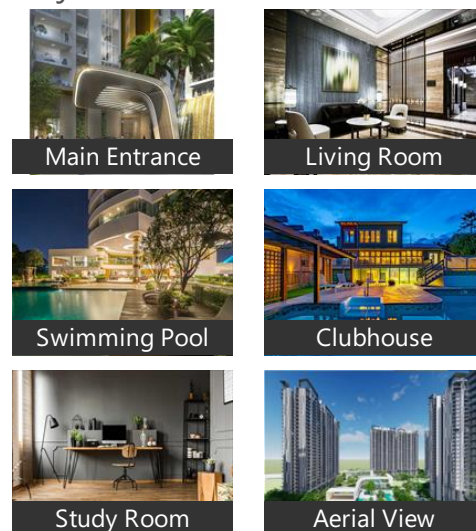 Main Entrance
Living Room
Swimming Pool
Clubhouse
Study Room
Aerial View